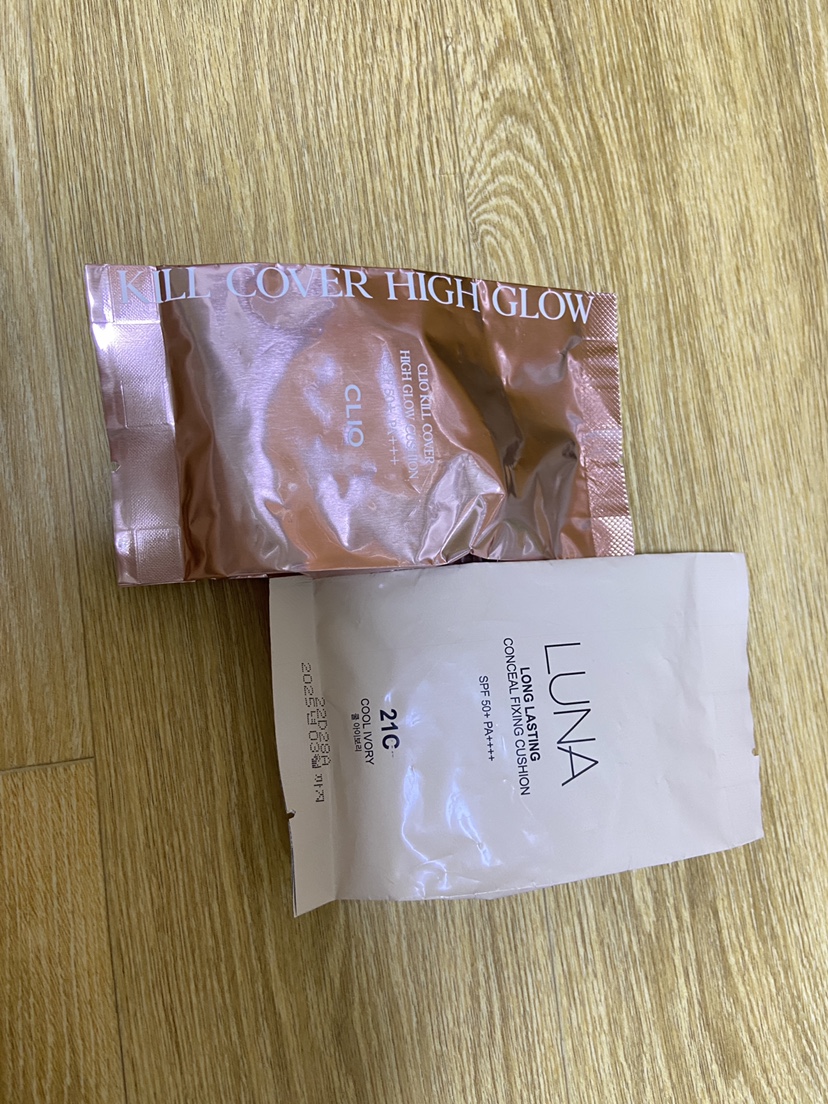 KILL COVER HIGH GLOW
CLIO KILL COVER
HIGH GLOW CUSHION
PA++++
CLIO
LUNA
LONG LASTING
CONCEAL FIXING CUSHION
SPF 50+ PA++++
21C
COOL IVORY
쿨 아이보리
22D28A
2025년 03월 까지